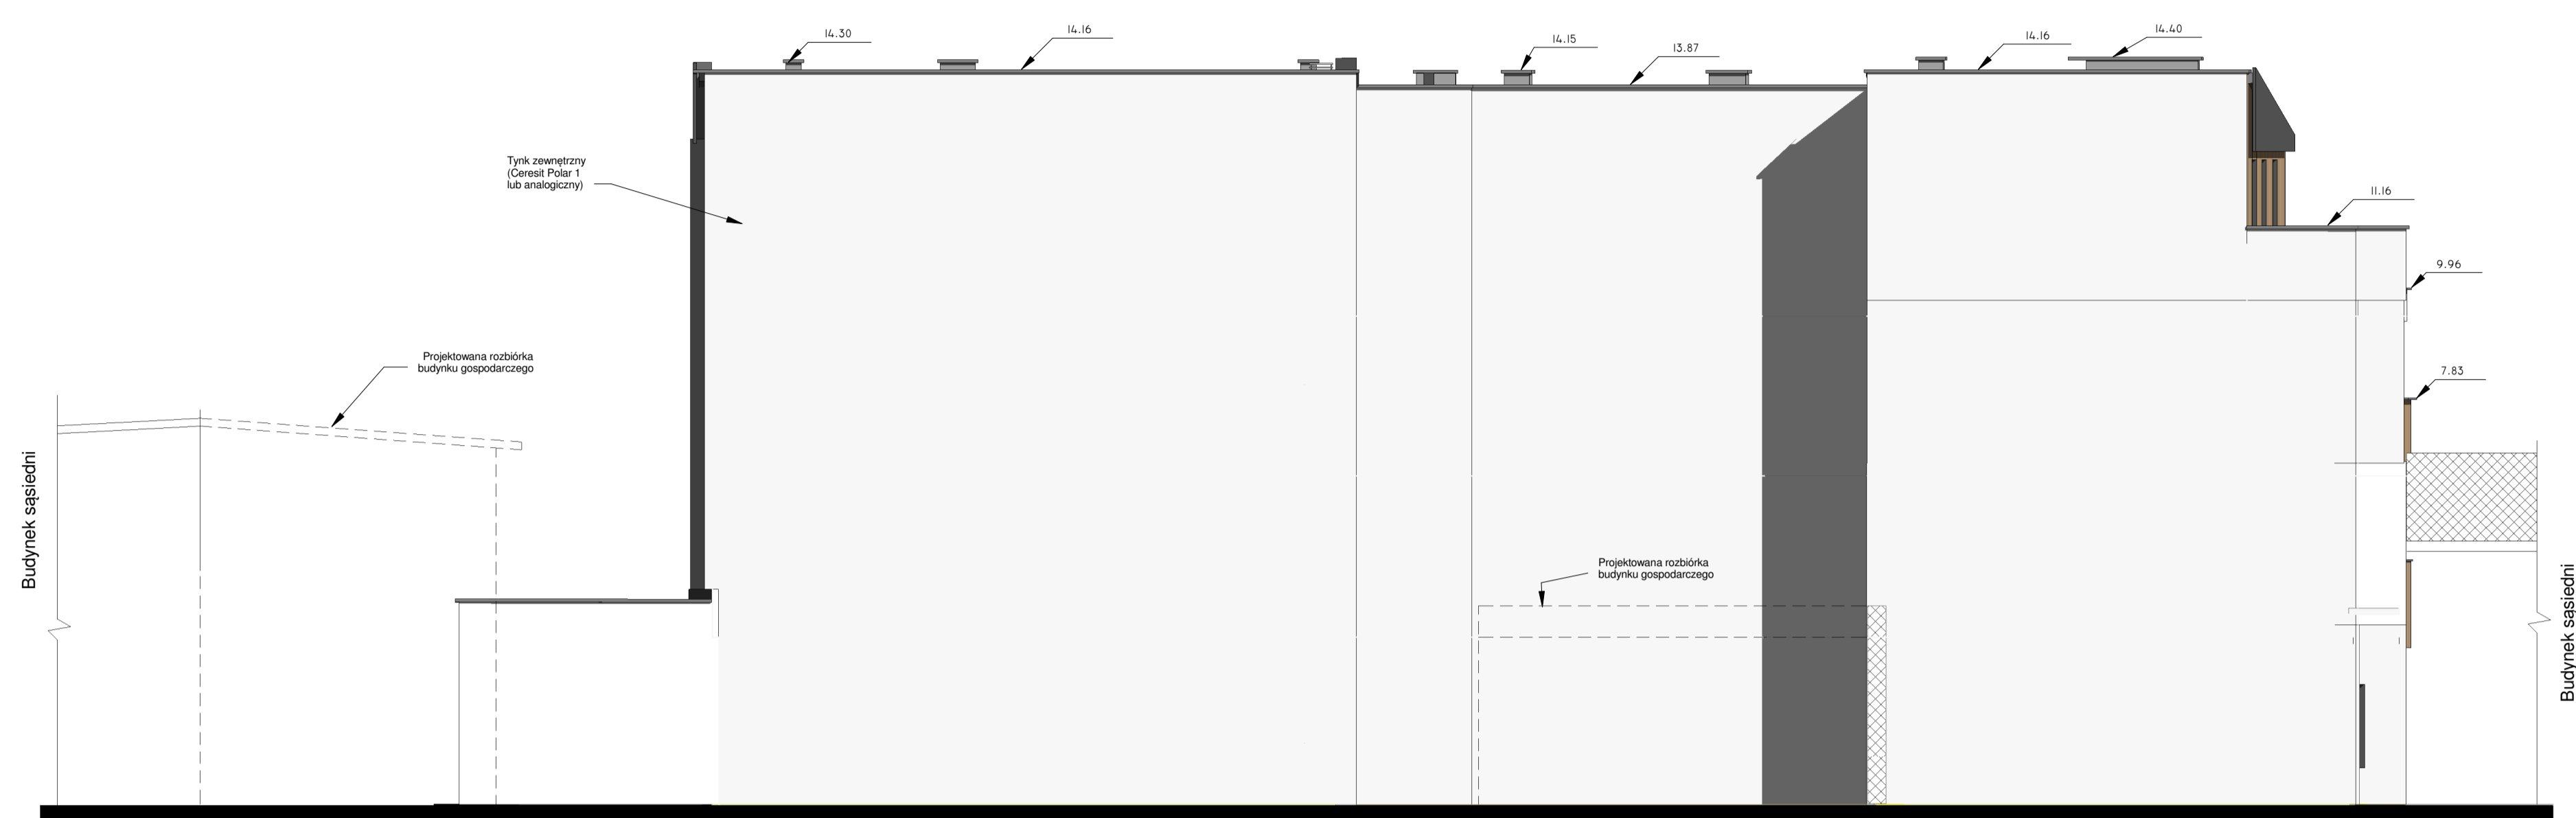 14.30
14.16
14.15
13.87
14.16
14.40
Tynk zewnętrzny
(Ceresit Polar 1
lub analogiczny)
11.16
9.96
Projektowana rozbiórka
budynku gospodarczego
7.83
Budynek sąsiedni
Projektowana rozbiórka
budynku gospodarczego
Budynek sąsiedni